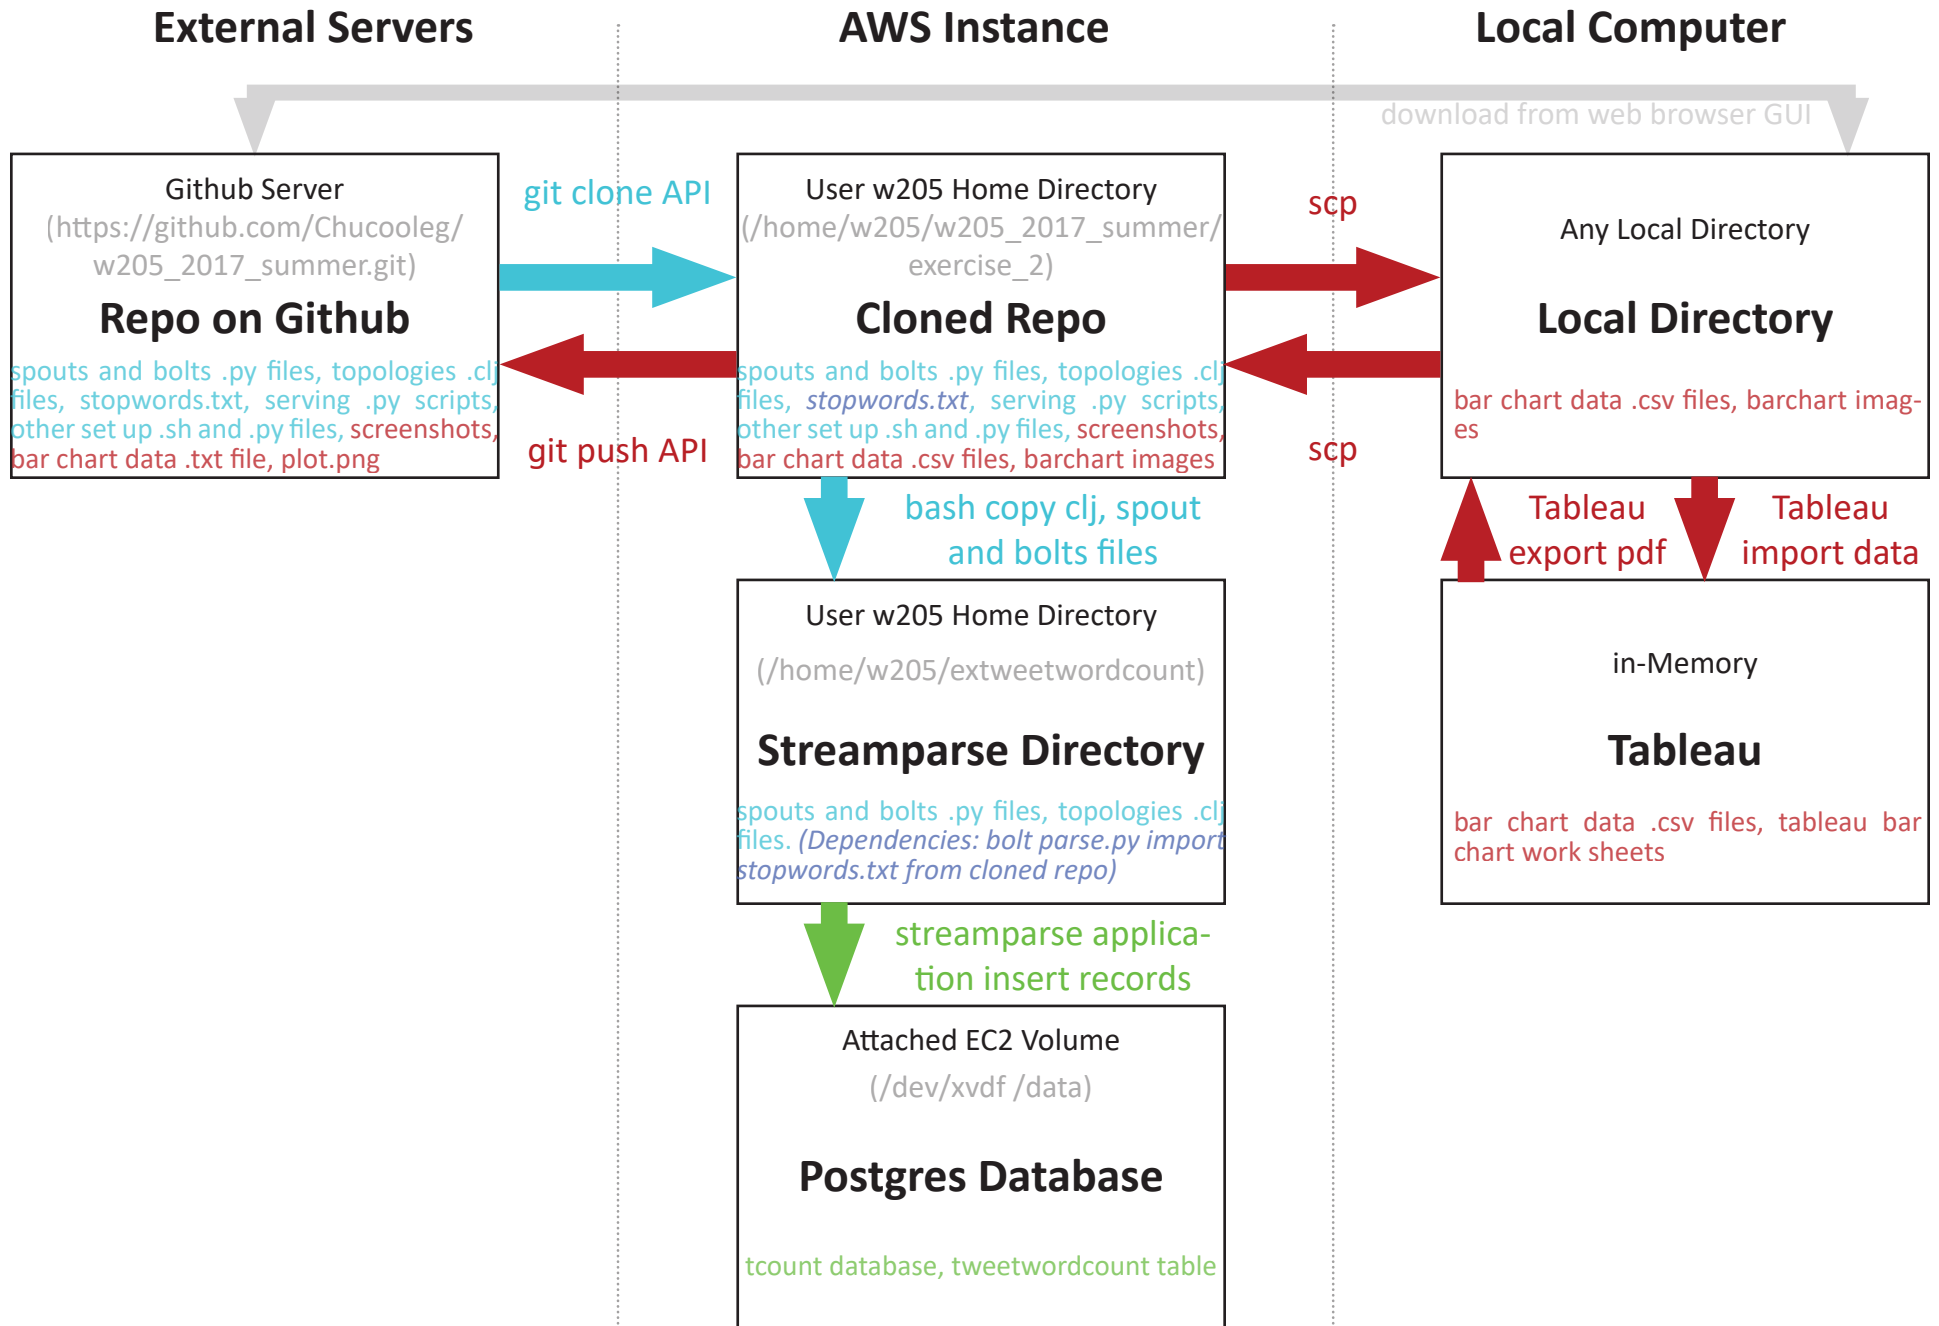 External Servers
AWS Instance
Local Computer
download from web browser GUI
Github Server
(https://github.com/Chucooleg/
w205_2017_summer.git)
Repo on Github
spouts and bolts .py files, topologies .clj
files, stopwords.txt, serving .py scripts,
other set up .sh and .py files, screenshots,
bar chart data .txt file, plot.png
git clone API
git push API
User w205 Home Directory
(/home/w205/w205_2017_summer/
exercise_2)
Cloned Repo
spouts and bolts .py files, topologies .clj
files, stopwords.txt, serving .py scripts,
other set up .sh and .py files, screenshots,
bar chart data .csv files, barchart images
scp
scp
Any Local Directory
Local Directory
bar chart data .csv files, barchart imag-
es
bash copy clj, spout
and bolts files
Tableau
export pdf
Tableau
import data
User w205 Home Directory
(/home/w205/extweetwordcount)
Streamparse Directory
spouts and bolts .py files, topologies .clj
files. (Dependencies: bolt parse.py import
stopwords.txt from cloned repo)
in-Memory
Tableau
bar chart data .csv files, tableau bar
chart work sheets
streamparse applica-
tion insert records
Attached EC2 Volume
(/dev/xvdf /data)
Postgres Database
tcount database, tweetwordcount table